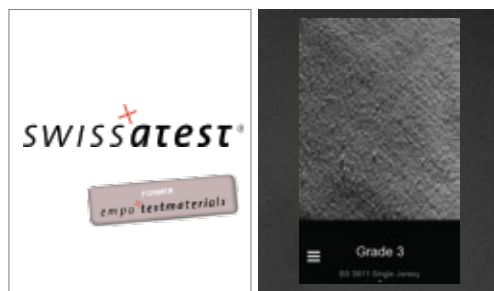 swissatest®
FORMER
empa testmaterials
Grade 3
BS 5811 Single Jersey